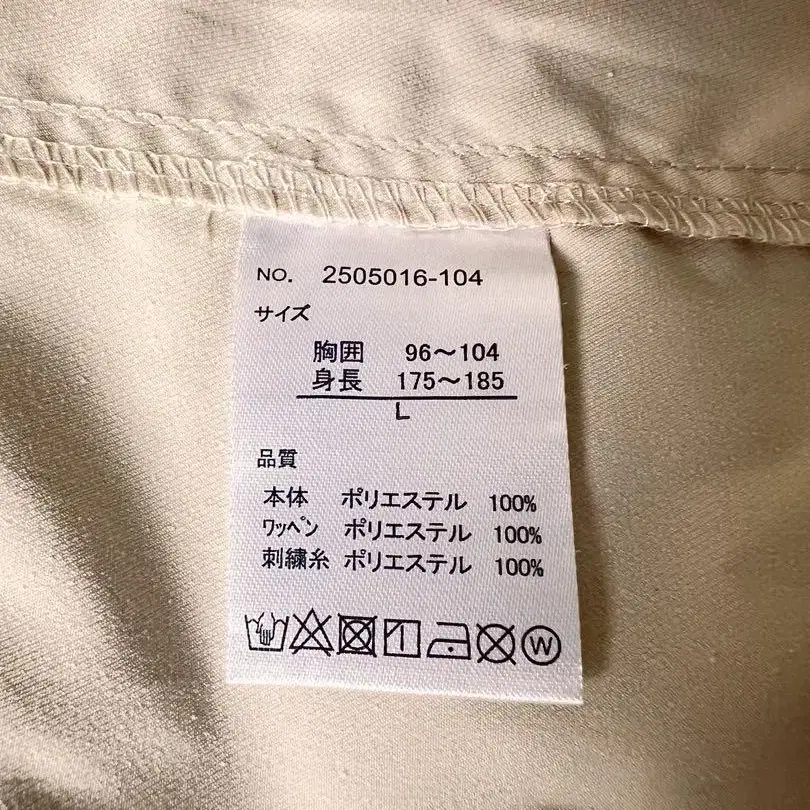 NO. 2505016-104
サイズ
胸囲 96～104
身長 175～185
L
品質
本体 ポリエステル 100%
ﾜｯﾍﾟﾝ ポリエステル 100%
刺繍糸 ポリエステル 100%
W